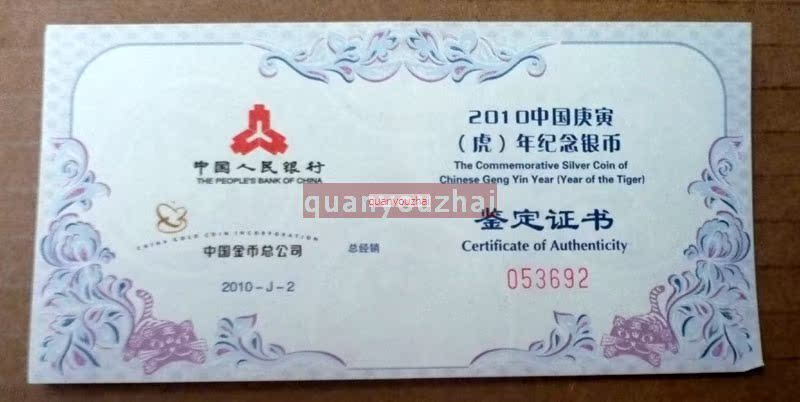 中国人民银行
THE PEOPLE'S BANK OF CHINA
CHINA GOLD COIN INCORPORATION
中国金币总公司
总经销
2010-J-2
2010中国庚寅
（虎）年纪念银币
The Commemorative Silver Coin of
Chinese Geng Yin Year (Year of the Tiger)
鉴定证书
Certificate of Authenticity
053692
quanyouzhai
quanyouzhai